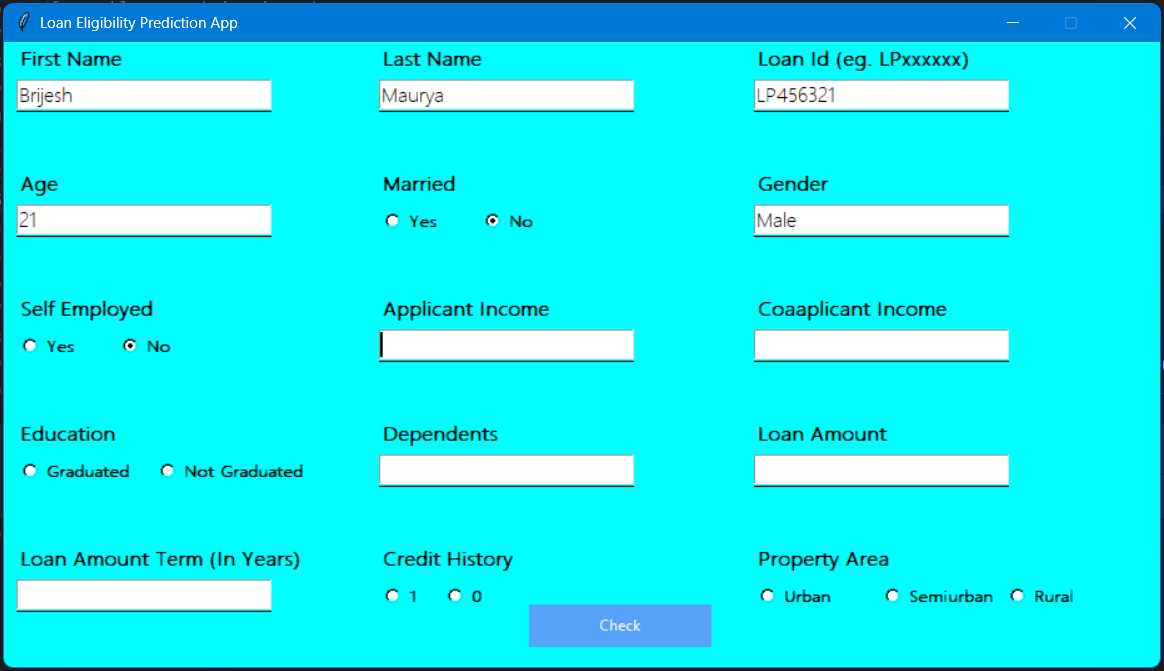 Loan Eligibility Prediction App
First Name Last Name Loan Id (eg. LPxxxxxx)
Brijesh Maurya LP456321
Age Married Gender
21 Yes No Male
Self Employed Applicant Income Coaaplicant Income
Yes No
Education Dependents Loan Amount
Graduated Not Graduated
Loan Amount Term (In Years) Credit History Property Area
1 0 Urban Semiurban Rural
Check